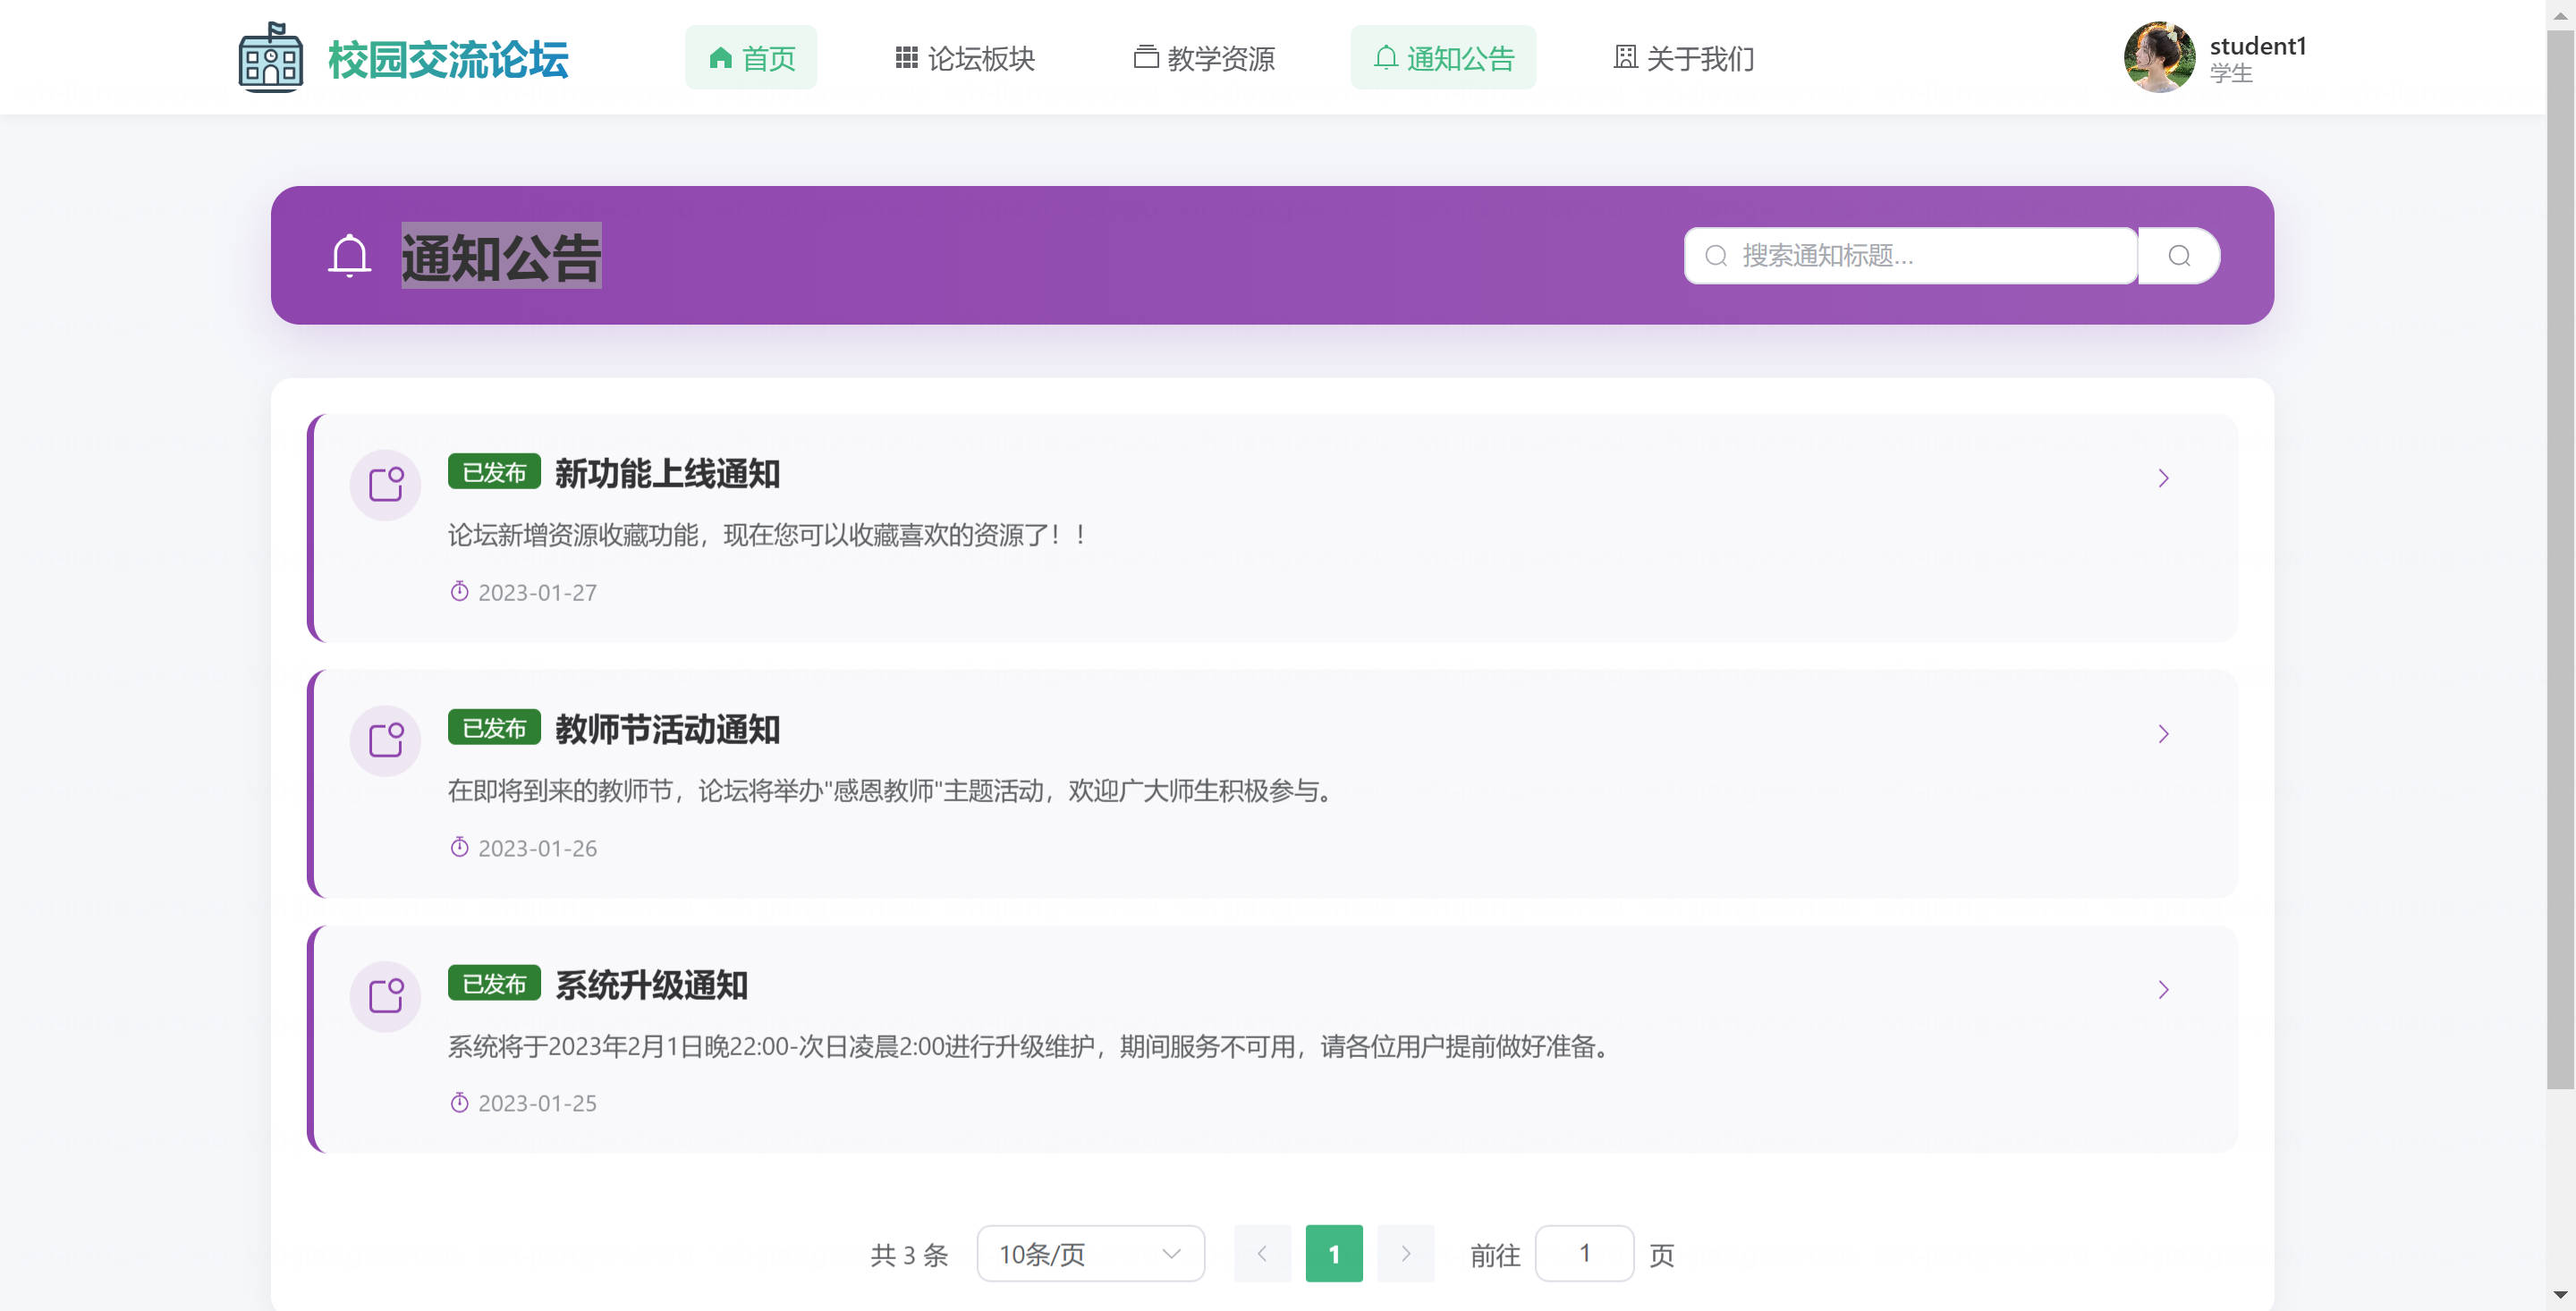 校园交流论坛
首页
论坛板块
教学资源
通知公告
关于我们
student1
学生
通知公告
搜索通知标题...
已发布 新功能上线通知
论坛新增资源收藏功能，现在您可以收藏喜欢的资源了！！
2023-01-27
已发布 教师节活动通知
在即将到来的教师节，论坛将举办"感恩教师"主题活动，欢迎广大师生积极参与。
2023-01-26
已发布 系统升级通知
系统将于2023年2月1日晚22:00-次日凌晨2:00进行升级维护，期间服务不可用，请各位用户提前做好准备。
2023-01-25
共 3 条 10条/页 1 前往 1 页